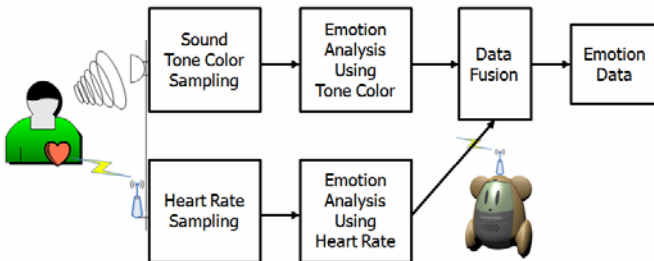 Sound
Tone Color
Sampling
Emotion
Analysis
Using
Tone Color
Data
Fusion
Emotion
Data
Heart Rate
Sampling
Emotion
Analysis
Using
Heart Rate